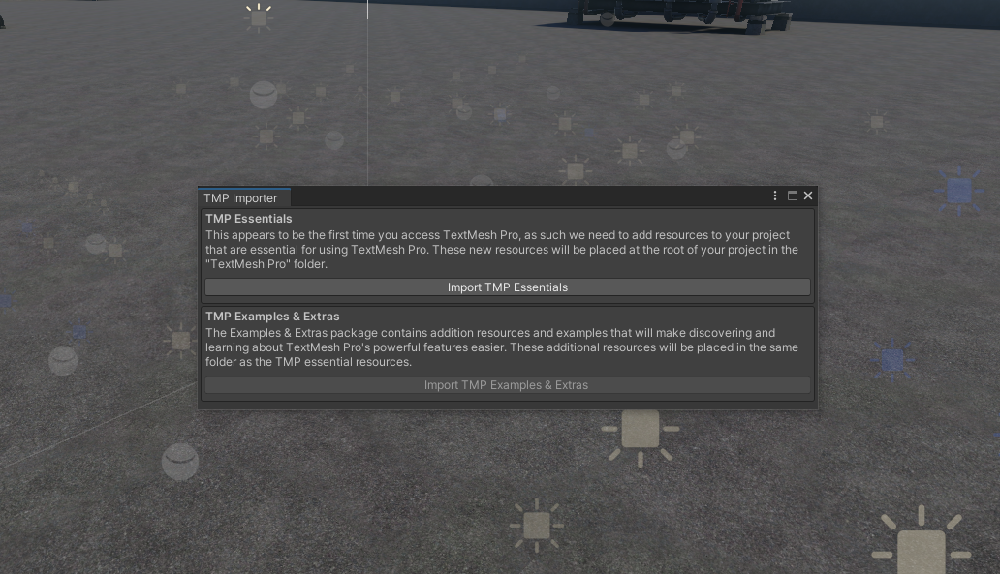 TMP Importer
TMP Essentials
This appears to be the first time you access TextMesh Pro, as such we need to add resources to your project
that are essential for using TextMesh Pro. These new resources will be placed at the root of your project in the
"TextMesh Pro" folder.
Import TMP Essentials
TMP Examples & Extras
The Examples & Extras package contains addition resources and examples that will make discovering and
learning about TextMesh Pro's powerful features easier. These additional resources will be placed in the same
folder as the TMP essential resources.
Import TMP Examples & Extras